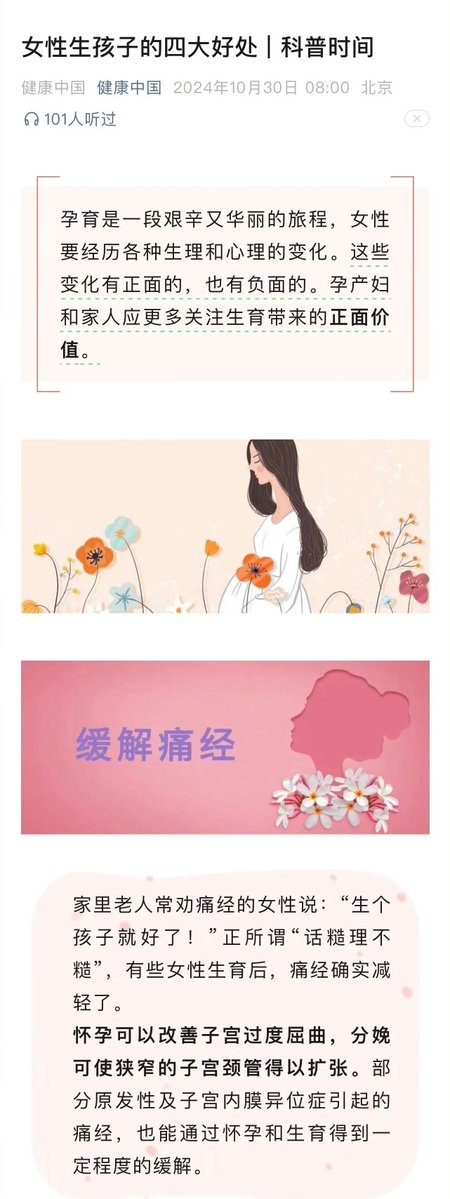 女性生孩子的四大好处 | 科普时间
健康中国 健康中国 2024年10月30日 08:00 北京
101人听过
孕育是一段艰辛又华丽的旅程，女性
要经历各种生理和心理的变化。这些
变化有正面的，也有负面的。孕产妇
和家人应更多关注生育带来的正面价
值。
缓解痛经
家里老人常劝痛经的女性说：“生个
孩子就好了！”正所谓“话糙理不
糙”，有些女性生育后，痛经确实减
轻了。
怀孕可以改善子宫过度屈曲，分娩
可使狭窄的子宫颈管得以扩张。部
分原发性及子宫内膜异位症引起的
痛经，也能通过怀孕和生育得到一
定程度的缓解。